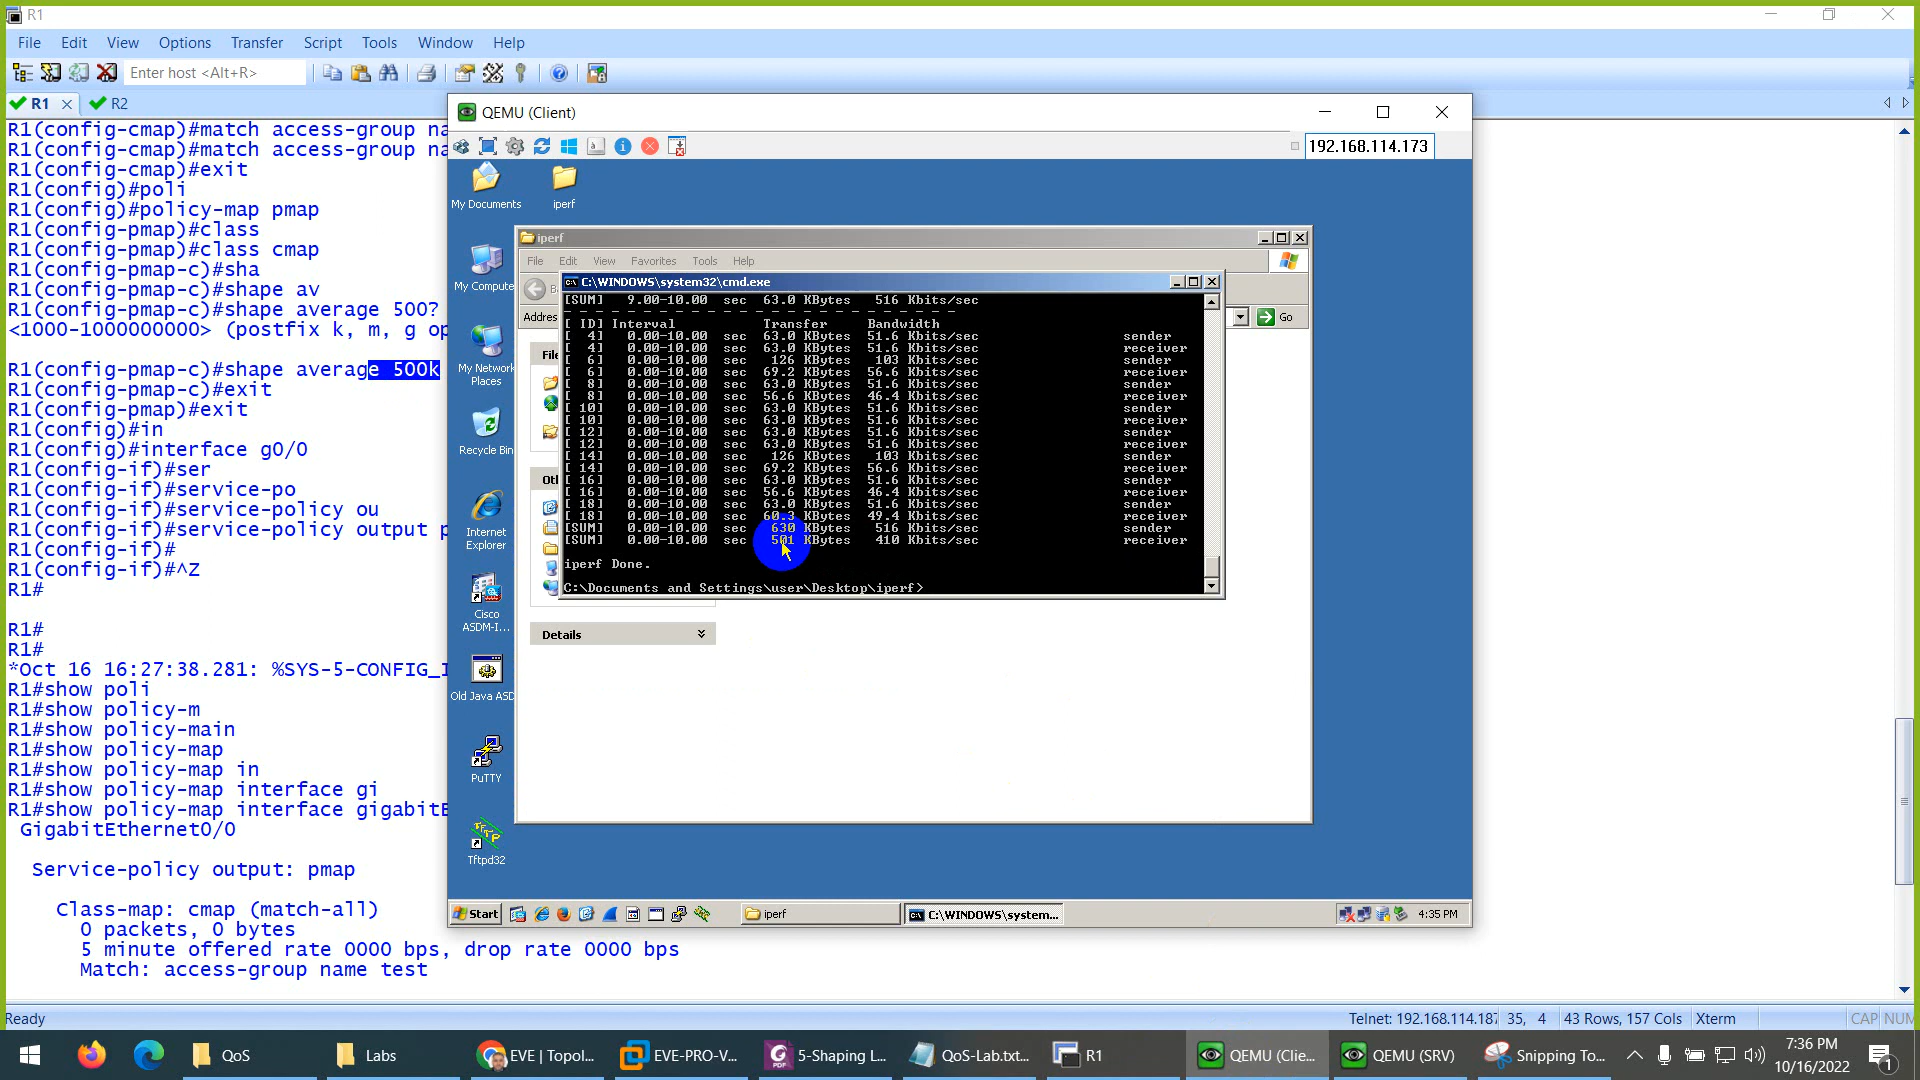 R1
File Edit View Options Transfer Script Tools Window Help
Enter host <Alt+R>
R1 R2
R1(config-cmap)#match access-group na
R1(config-cmap)#match access-group na
R1(config-cmap)#exit
R1(config)#poli
R1(config)#policy-map pmap
R1(config-pmap)#class
R1(config-pmap)#class cmap
R1(config-pmap-c)#sha
R1(config-pmap-c)#shape av
R1(config-pmap-c)#shape average 500?
<1000-1000000000> (postfix k, m, g op
R1(config-pmap-c)#shape average 500k
R1(config-pmap-c)#exit
R1(config-pmap)#exit
R1(config)#in
R1(config)#interface g0/0
R1(config-if)#ser
R1(config-if)#service-po
R1(config-if)#service-policy ou
R1(config-if)#service-policy output p
R1(config-if)#
R1(config-if)#^Z
R1#
R1#
R1#
*Oct 16 16:27:38.281: %SYS-5-CONFIG_I
R1#show poli
R1#show policy-m
R1#show policy-main
R1#show policy-map
R1#show policy-map in
R1#show policy-map interface gi
R1#show policy-map interface gigabitE
GigabitEthernet0/0
Service-policy output: pmap
Class-map: cmap (match-all)
0 packets, 0 bytes
5 minute offered rate 0000 bps, drop rate 0000 bps
Match: access-group name test
QEMU (Client)
192.168.114.173
My Documents
iperf
My Compute
My Network Places
Recycle Bin
Internet Explorer
Cisco ASDM-I...
Old Java ASD
PuTTY
Tftpd32
iperf
File Edit View Favorites Tools Help
Addres
Go
File
Details
C:\WINDOWS\system32\cmd.exe
[SUM] 9.00-10.00 sec 63.0 KBytes 516 Kbits/sec
- - - - - - - - - - - - - - - - - - - - - - - - -
[ ID] Interval Transfer Bandwidth
[ 4] 0.00-10.00 sec 63.0 KBytes 51.6 Kbits/sec sender
[ 4] 0.00-10.00 sec 63.0 KBytes 51.6 Kbits/sec receiver
[ 6] 0.00-10.00 sec 126 KBytes 103 Kbits/sec sender
[ 6] 0.00-10.00 sec 69.2 KBytes 56.6 Kbits/sec receiver
[ 8] 0.00-10.00 sec 63.0 KBytes 51.6 Kbits/sec sender
[ 8] 0.00-10.00 sec 56.6 KBytes 46.4 Kbits/sec receiver
[ 10] 0.00-10.00 sec 63.0 KBytes 51.6 Kbits/sec sender
[ 10] 0.00-10.00 sec 63.0 KBytes 51.6 Kbits/sec receiver
[ 12] 0.00-10.00 sec 63.0 KBytes 51.6 Kbits/sec sender
[ 12] 0.00-10.00 sec 63.0 KBytes 51.6 Kbits/sec receiver
[ 14] 0.00-10.00 sec 126 KBytes 103 Kbits/sec sender
[ 14] 0.00-10.00 sec 69.2 KBytes 56.6 Kbits/sec receiver
[ 16] 0.00-10.00 sec 63.0 KBytes 51.6 Kbits/sec sender
[ 16] 0.00-10.00 sec 56.6 KBytes 46.4 Kbits/sec receiver
[ 18] 0.00-10.00 sec 63.0 KBytes 51.6 Kbits/sec sender
[ 18] 0.00-10.00 sec 60.3 KBytes 49.4 Kbits/sec receiver
[SUM] 0.00-10.00 sec 630 KBytes 516 Kbits/sec sender
[SUM] 0.00-10.00 sec 501 KBytes 410 Kbits/sec receiver
iperf Done.
C:\Documents and Settings\user\Desktop\iperf>
Start iperf C:\WINDOWS\system... 4:35 PM
Ready Telnet: 192.168.114.187 35, 4 43 Rows, 157 Cols Xterm CAP NUM
QoS Labs EVE | Topol... EVE-PRO-V... 5-Shaping L... QoS-Lab.txt... R1 QEMU (Clie... QEMU (SRV) Snipping To... 7:36 PM
10/16/2022 1